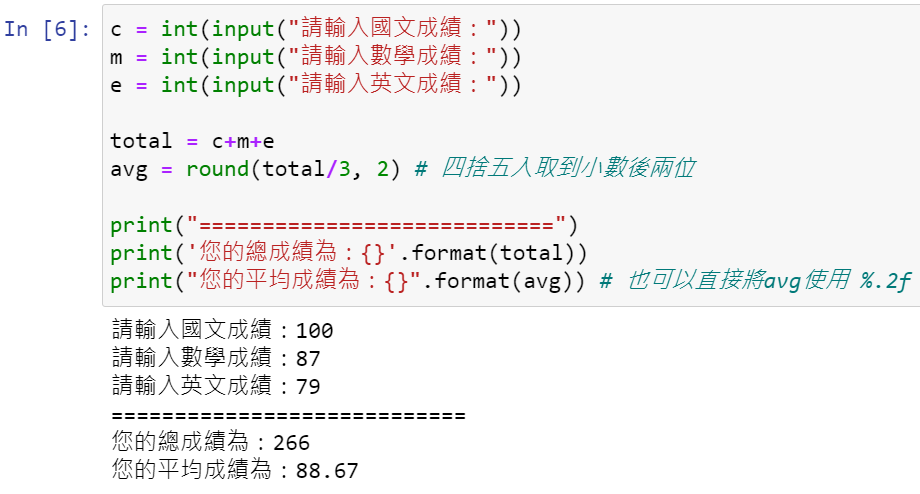 In [6]: c = int(input("請輸入國文成績："))
m = int(input("請輸入數學成績："))
e = int(input("請輸入英文成績："))
total = c+m+e
avg = round(total/3, 2) # 四捨五入取到小數後兩位
print("============================")
print('您的總成績為：{}'.format(total))
print("您的平均成績為：{}".format(avg)) # 也可以直接將avg使用 %.2f
請輸入國文成績：100
請輸入數學成績：87
請輸入英文成績：79
============================
您的總成績為：266
您的平均成績為：88.67